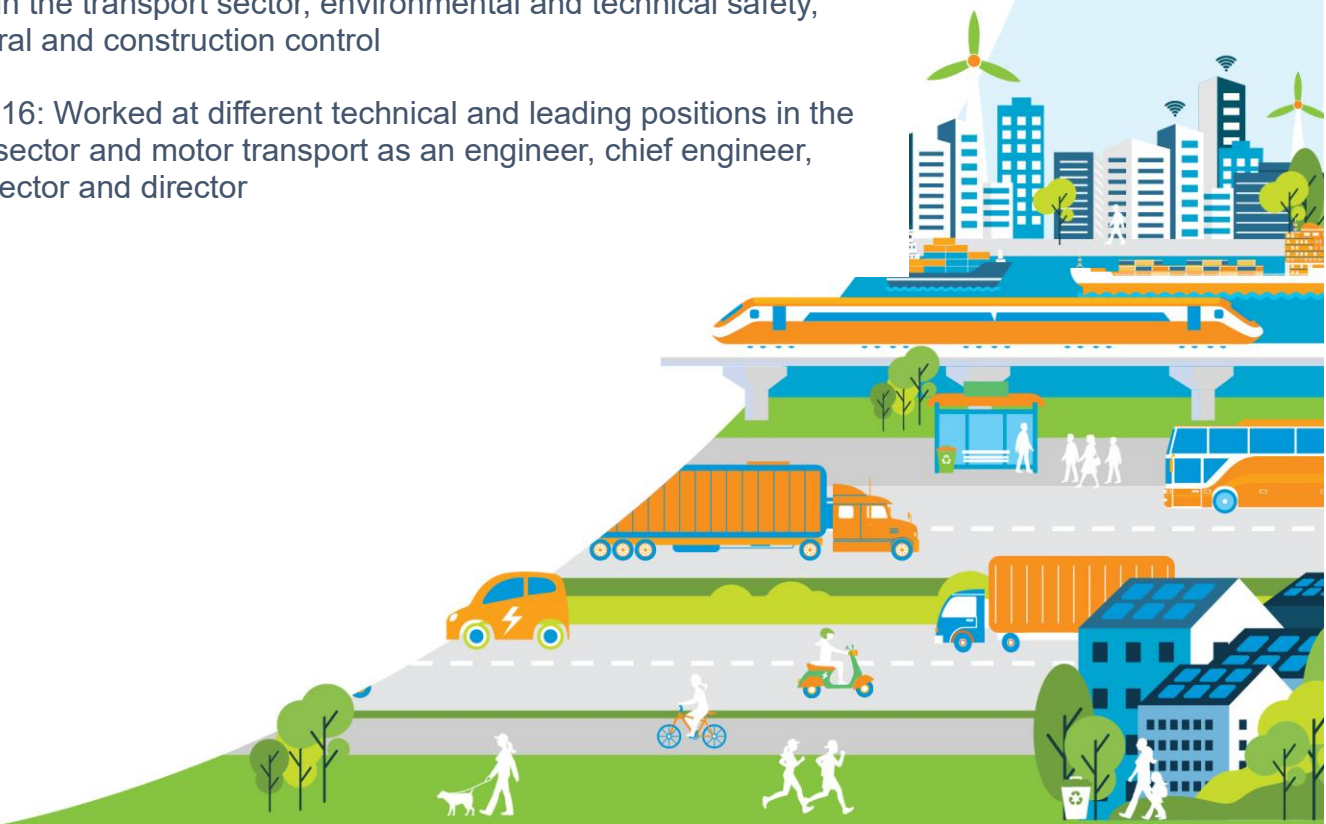 in the transport sector, environmental and technical safety,
ral and construction control
16: Worked at different technical and leading positions in the
sector and motor transport as an engineer, chief engineer,
ector and director